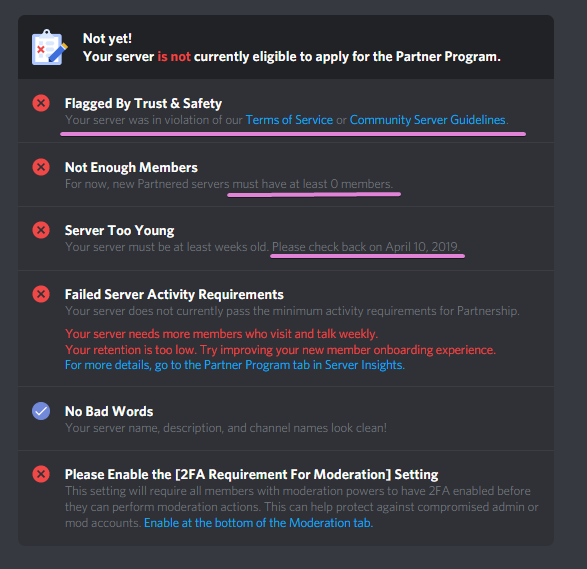 Not yet!
Your server is not currently eligible to apply for the Partner Program.
Flagged By Trust & Safety
Your server was in violation of our Terms of Service or Community Server Guidelines.
Not Enough Members
For now, new Partnered servers must have at least 0 members.
Server Too Young
Your server must be at least weeks old. Please check back on April 10, 2019.
Failed Server Activity Requirements
Your server does not currently pass the minimum activity requirements for Partnership.
Your server needs more members who visit and talk weekly.
Your retention is too low. Try improving your new member onboarding experience.
For more details, go to the Partner Program tab in Server Insights.
No Bad Words
Your server name, description, and channel names look clean!
Please Enable the [2FA Requirement For Moderation] Setting
This setting will require all members with moderation powers to have 2FA enabled before
they can perform moderation actions. This can help protect against compromised admin or
mod accounts. Enable at the bottom of the Moderation tab.